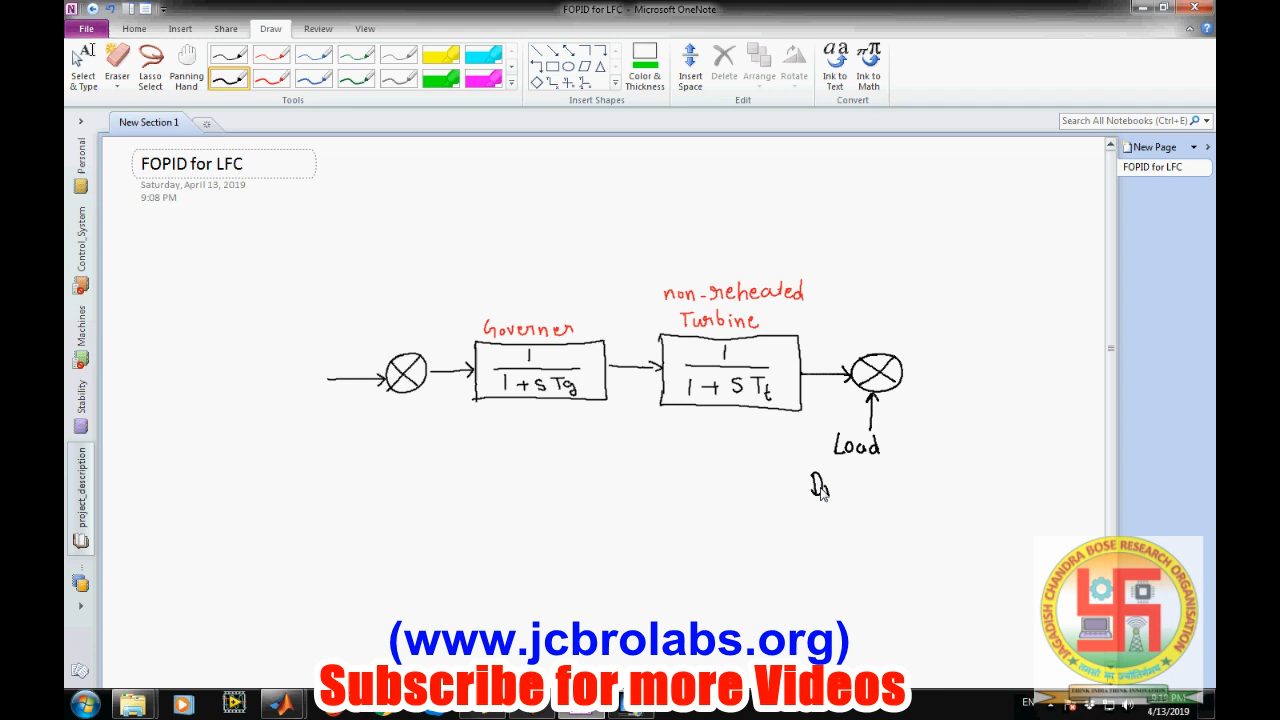 FOPID for LFC - Microsoft OneNote
File Home Insert Share Draw Review View
Select & Type
Eraser
Lasso Select
Panning Hand
Color & Thickness
Insert Space
Delete
Arrange
Rotate
Ink to Text
Ink to Math
Tools
Insert Shapes
Edit
Convert
New Section 1
Search All Notebooks (Ctrl+E)
New Page
FOPID for LFC
Personal
Control_System
Machines
Stability
project_description
FOPID for LFC
Saturday, April 13, 2019
9:08 PM
non-reheated
Turbine
Governer
1
1+sTg
1
1+sTt
Load
JAGADISH CHANDRA BOSE RESEARCH ORGANISATION
THINK INDIA THINK INNOVATION
(www.jcbrolabs.org)
Subscribe for more Videos
EN
9:13 PM
4/13/2019